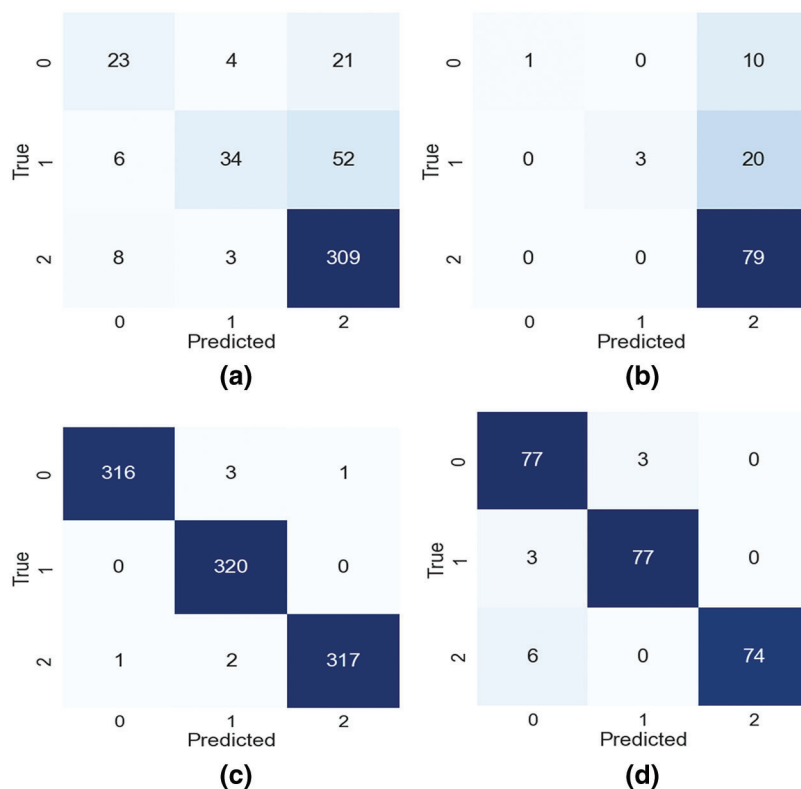 0 23 4 21
True 1 6 34 52
2 8 3 309
0 1 2
Predicted
(a)
0 1 0 10
True 1 0 3 20
2 0 0 79
0 1 2
Predicted
(b)
0 316 3 1
True 1 0 320 0
2 1 2 317
0 1 2
Predicted
(c)
0 77 3 0
True 1 3 77 0
2 6 0 74
0 1 2
Predicted
(d)